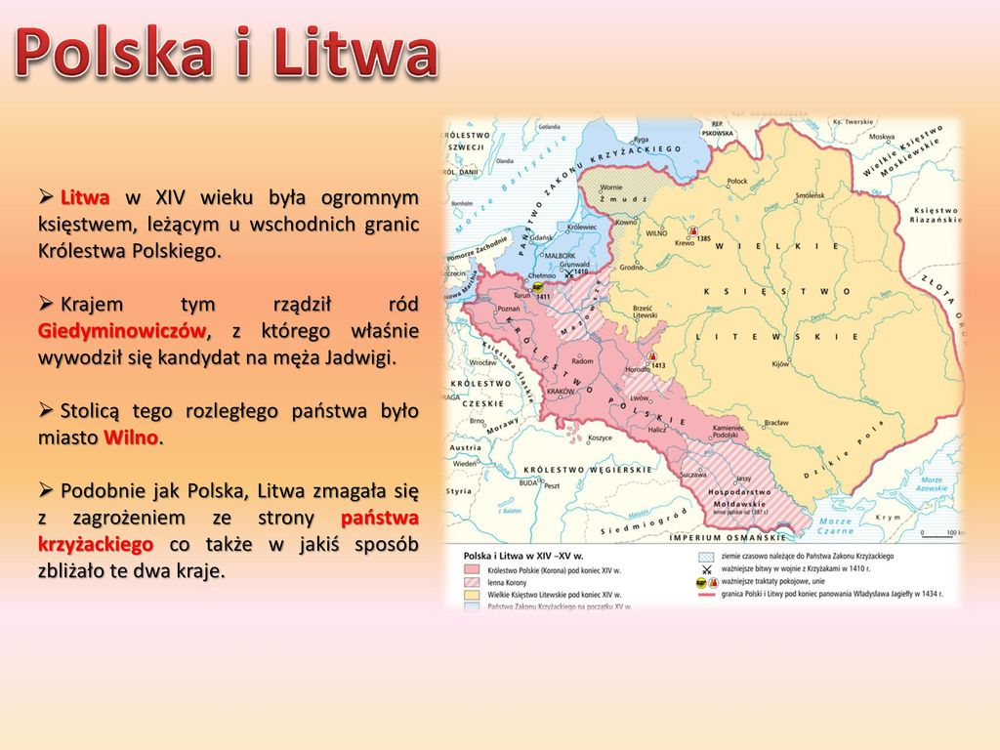 Polska i Litwa
➢ Litwa w XIV wieku była ogromnym
księstwem, leżącym u wschodnich granic
Królestwa Polskiego.
➢ Krajem tym rządził ród
Giedyminowiczów, z którego właśnie
wywodził się kandydat na męża Jadwigi.
➢ Stolicą tego rozległego państwa było
miasto Wilno.
➢ Podobnie jak Polska, Litwa zmagała się
z zagrożeniem ze strony państwa
krzyżackiego co także w jakiś sposób
zbliżało te dwa kraje.
Gotlandia
REP.
PSKOWSKA
Ks. Twerskie
Moskwa
Wielkie Księstwo
Moskiewskie
SZWECJI
Olandia
KRÓL. DANII
Ryga
PAŃSTWO ZAKONU KRZYŻACKIEGO
Morze Bałtyckie
Bornholm
Wornie
Żmudź
Połock
Smoleńsk
Księstwo
Riazańskie
Królewiec
Kowno
WILNO
Krewo
1385
Gdańsk
MALBORK
Pomorze Zachodnie
Grunwald
1410
Grodno
WIELKIE
Chełmno
Nowa Marchia
Toruń
1411
KSIĘSTWO
ZŁOTA
Poznań
Mazowsze
Brześć
Litewski
LITEWSKIE
Wrocław
Księstwa Śląskie
Radom
Horodło
1413
Kijów
KRÓLESTWO
CZESKIE
KRAKÓW
KRÓLESTWO POLSKIE
Lwów
Brno
Morawy
Halicz
Kamieniec
Podolski
Bracław
Dzikie Pola
Austria
Wiedeń
Koszyce
KRÓLESTWO WĘGIERSKIE
Suczawa
Jassy
BUDA
Peszt
Styria
J. Balaton
Hospodarstwo
Mołdawskie
lenno polskie od 1387 r.
Morze
Azowskie
Siedmiogród
Krym
Morze
Czarne
IMPERIUM OSMAŃSKIE
0 100 km
Polska i Litwa w XIV –XV w.
Królestwo Polskie (Korona) pod koniec XIV w.
lenna Korony
Wielkie Księstwo Litewskie pod koniec XIV w.
Państwo Zakonu Krzyżackiego na początku XV w.
ziemie czasowo należące do Państwa Zakonu Krzyżackiego
ważniejsze bitwy w wojnie z Krzyżakami w 1410 r.
ważniejsze traktaty pokojowe, unie
granica Polski i Litwy pod koniec panowania Władysława Jagiełły w 1434 r.